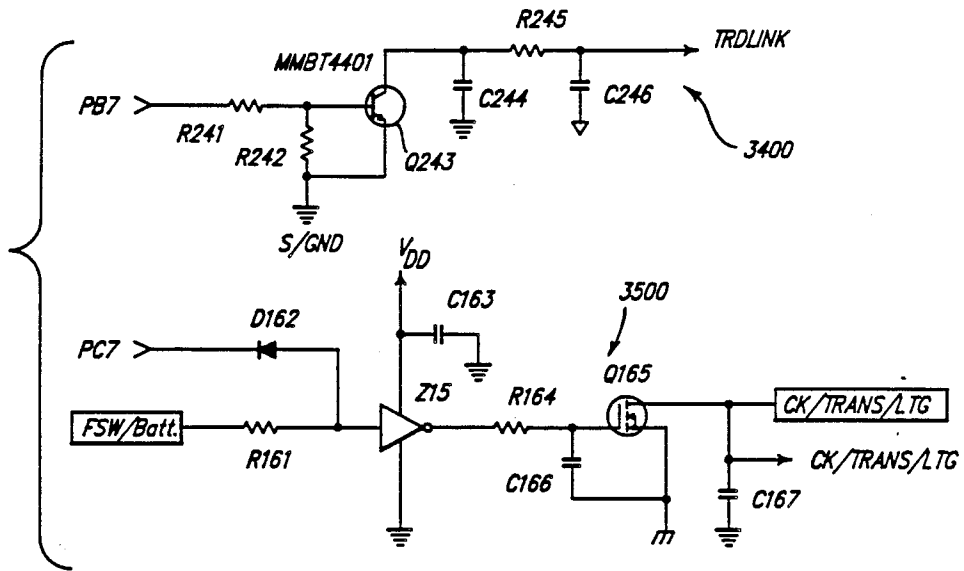 R245
TRDLINK
MMBT4401
C244
C246
PB7
R241
R242
Q243
3400
S/GND
VDD
C163
3500
D162
PC7
Z15
Q165
R164
CK/TRANS/LTG
FSW/Batt.
R161
CK/TRANS/LTG
C166
C167